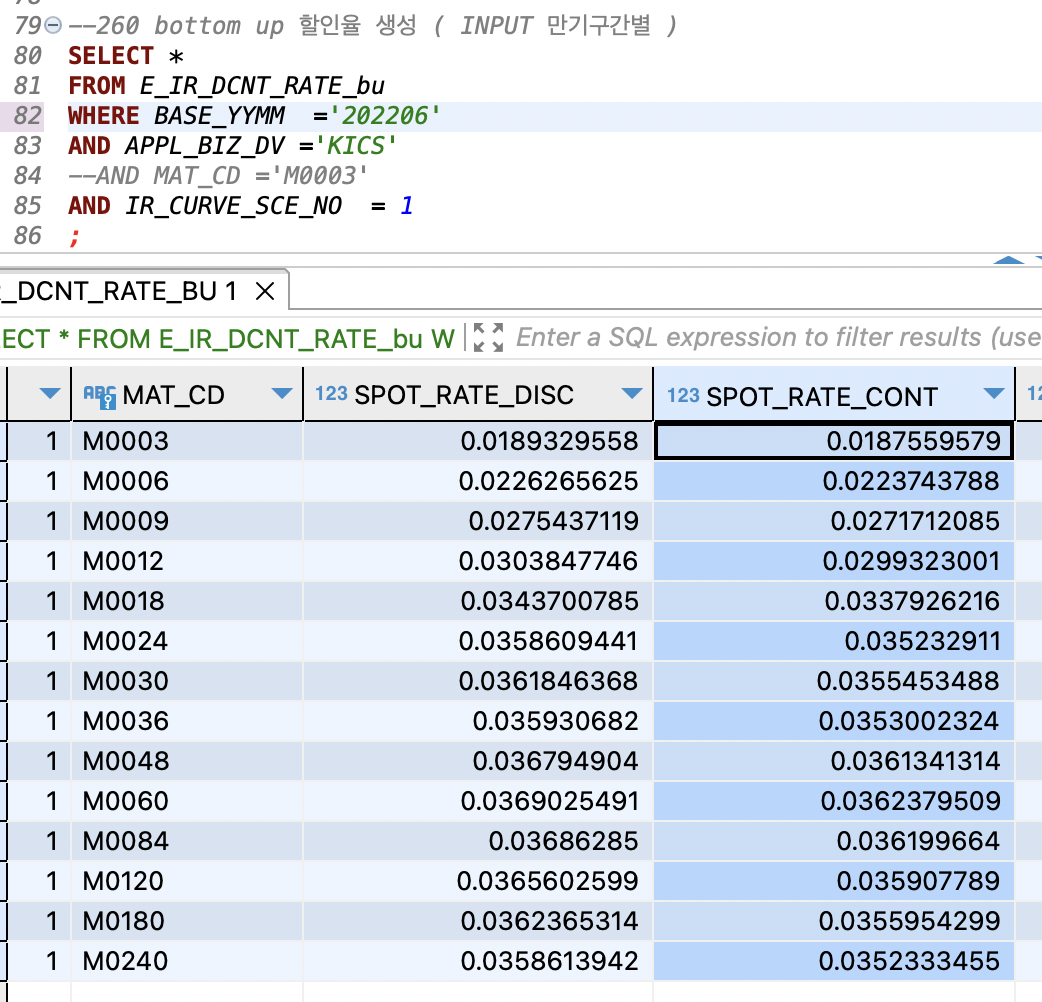 79 --260 bottom up 할인율 생성 ( INPUT 만기구간별 )
80 SELECT *
81 FROM E_IR_DCNT_RATE_bu
82 WHERE BASE_YYMM ='202206'
83 AND APPL_BIZ_DV ='KICS'
84 --AND MAT_CD ='M0003'
85 AND IR_CURVE_SCE_NO = 1
86 ;
_DCNT_RATE_BU 1
ECT * FROM E_IR_DCNT_RATE_bu W Enter a SQL expression to filter results (use
ABC MAT_CD 123 SPOT_RATE_DISC 123 SPOT_RATE_CONT 12
1 M0003 0.0189329558 0.0187559579
1 M0006 0.0226265625 0.0223743788
1 M0009 0.0275437119 0.0271712085
1 M0012 0.0303847746 0.0299323001
1 M0018 0.0343700785 0.0337926216
1 M0024 0.0358609441 0.035232911
1 M0030 0.0361846368 0.0355453488
1 M0036 0.035930682 0.0353002324
1 M0048 0.036794904 0.0361341314
1 M0060 0.0369025491 0.0362379509
1 M0084 0.03686285 0.036199664
1 M0120 0.0365602599 0.035907789
1 M0180 0.0362365314 0.0355954299
1 M0240 0.0358613942 0.0352333455